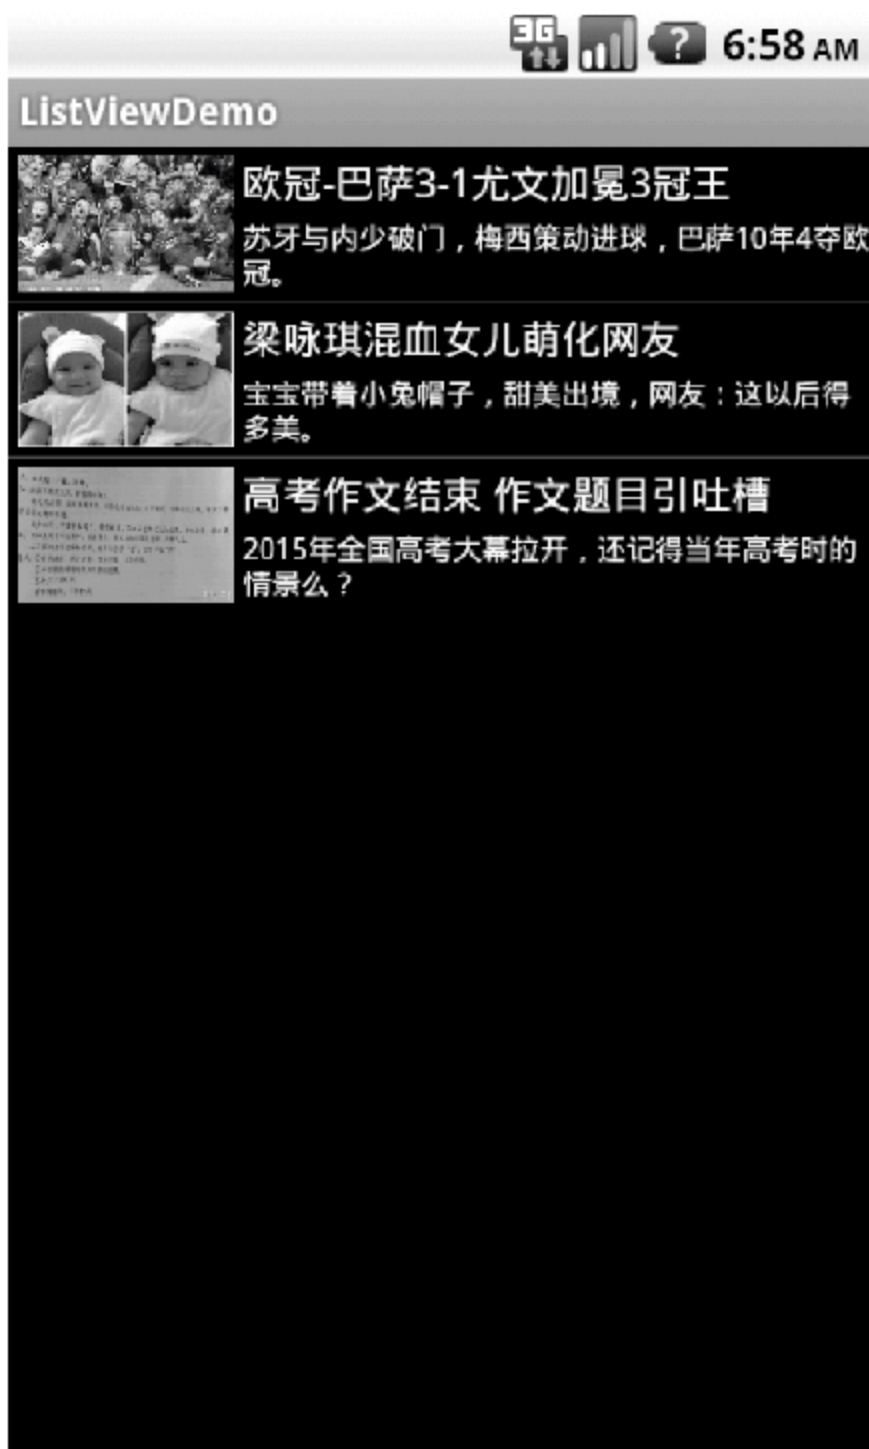 3G
?
6:58 AM
ListViewDemo
欧冠-巴萨3-1尤文加冕3冠王
苏牙与内少破门，梅西策动进球，巴萨10年4夺欧
冠。
梁咏琪混血女儿萌化网友
宝宝带着小兔帽子，甜美出境，网友：这以后得
多美。
高考作文结束 作文题目引吐槽
2015年全国高考大幕拉开，还记得当年高考时的
情景么？